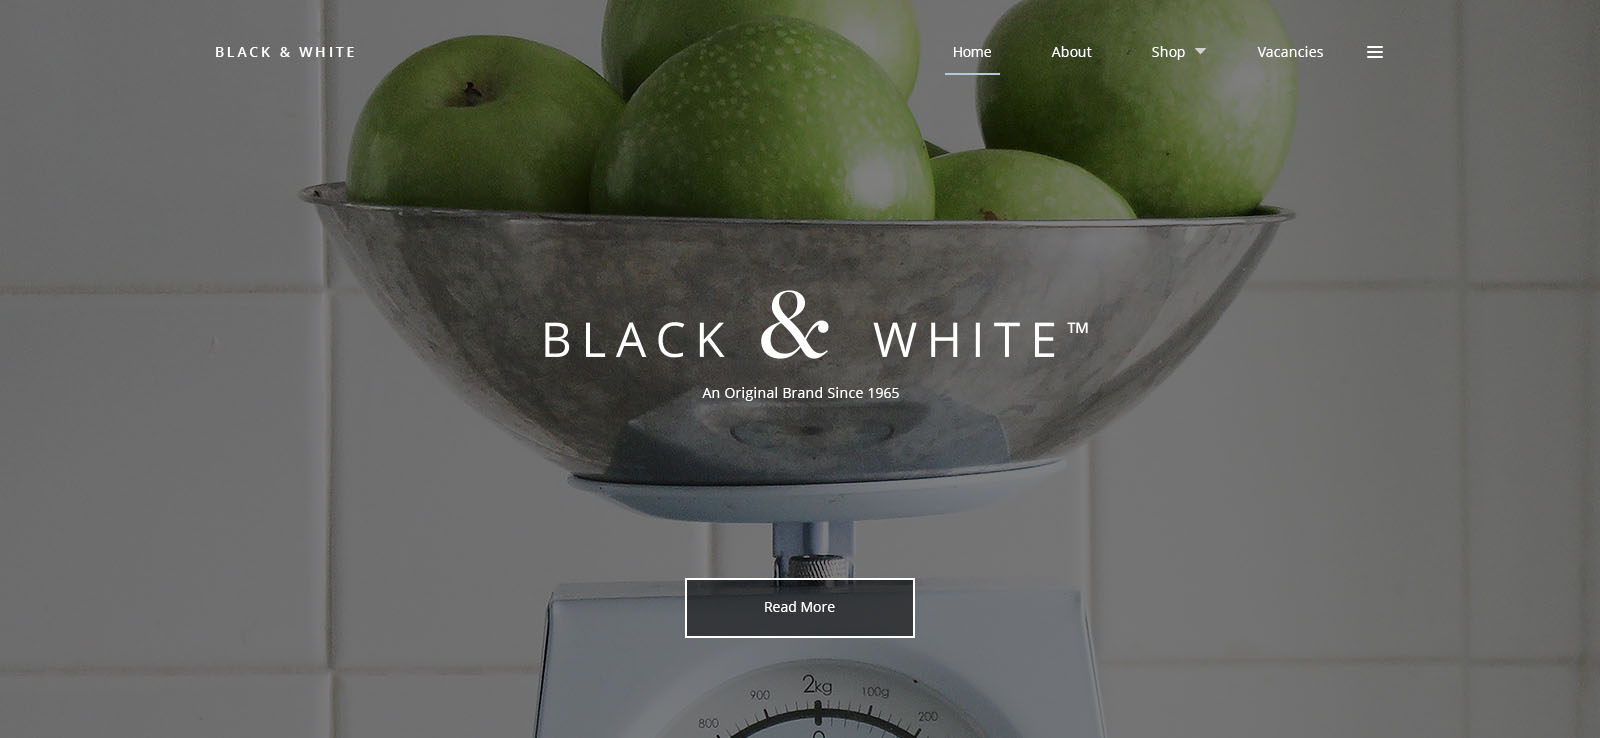 BLACK & WHITE
Home About Shop Vacancies
BLACK & WHITE™
An Original Brand Since 1965
Read More
900 2kg 100g
800 200
0